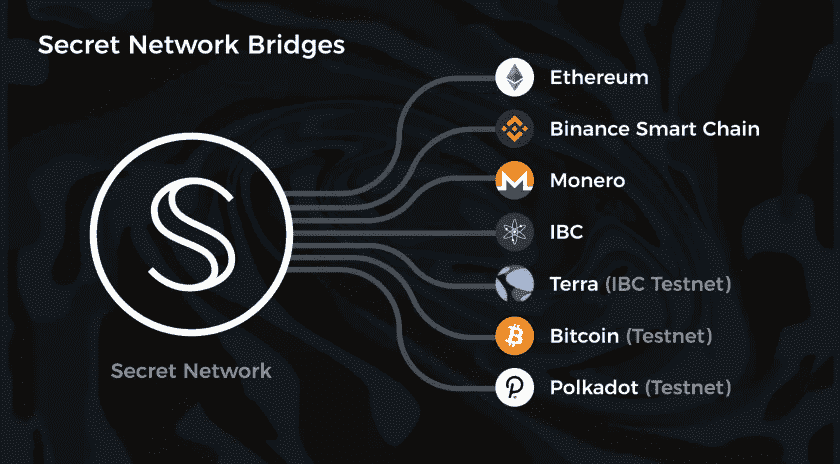 Secret Network Bridges
Ethereum
Binance Smart Chain
Monero
IBC
Terra (IBC Testnet)
Bitcoin (Testnet)
Polkadot (Testnet)
Secret Network